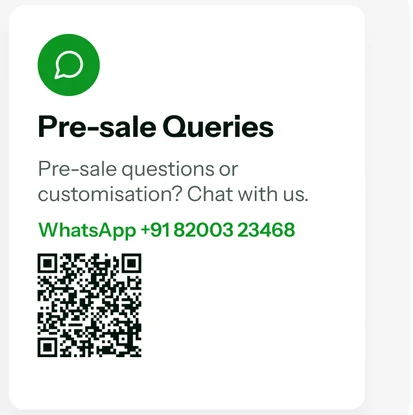 Pre-sale Queries
Pre-sale questions or
customisation? Chat with us.
WhatsApp +91 82003 23468